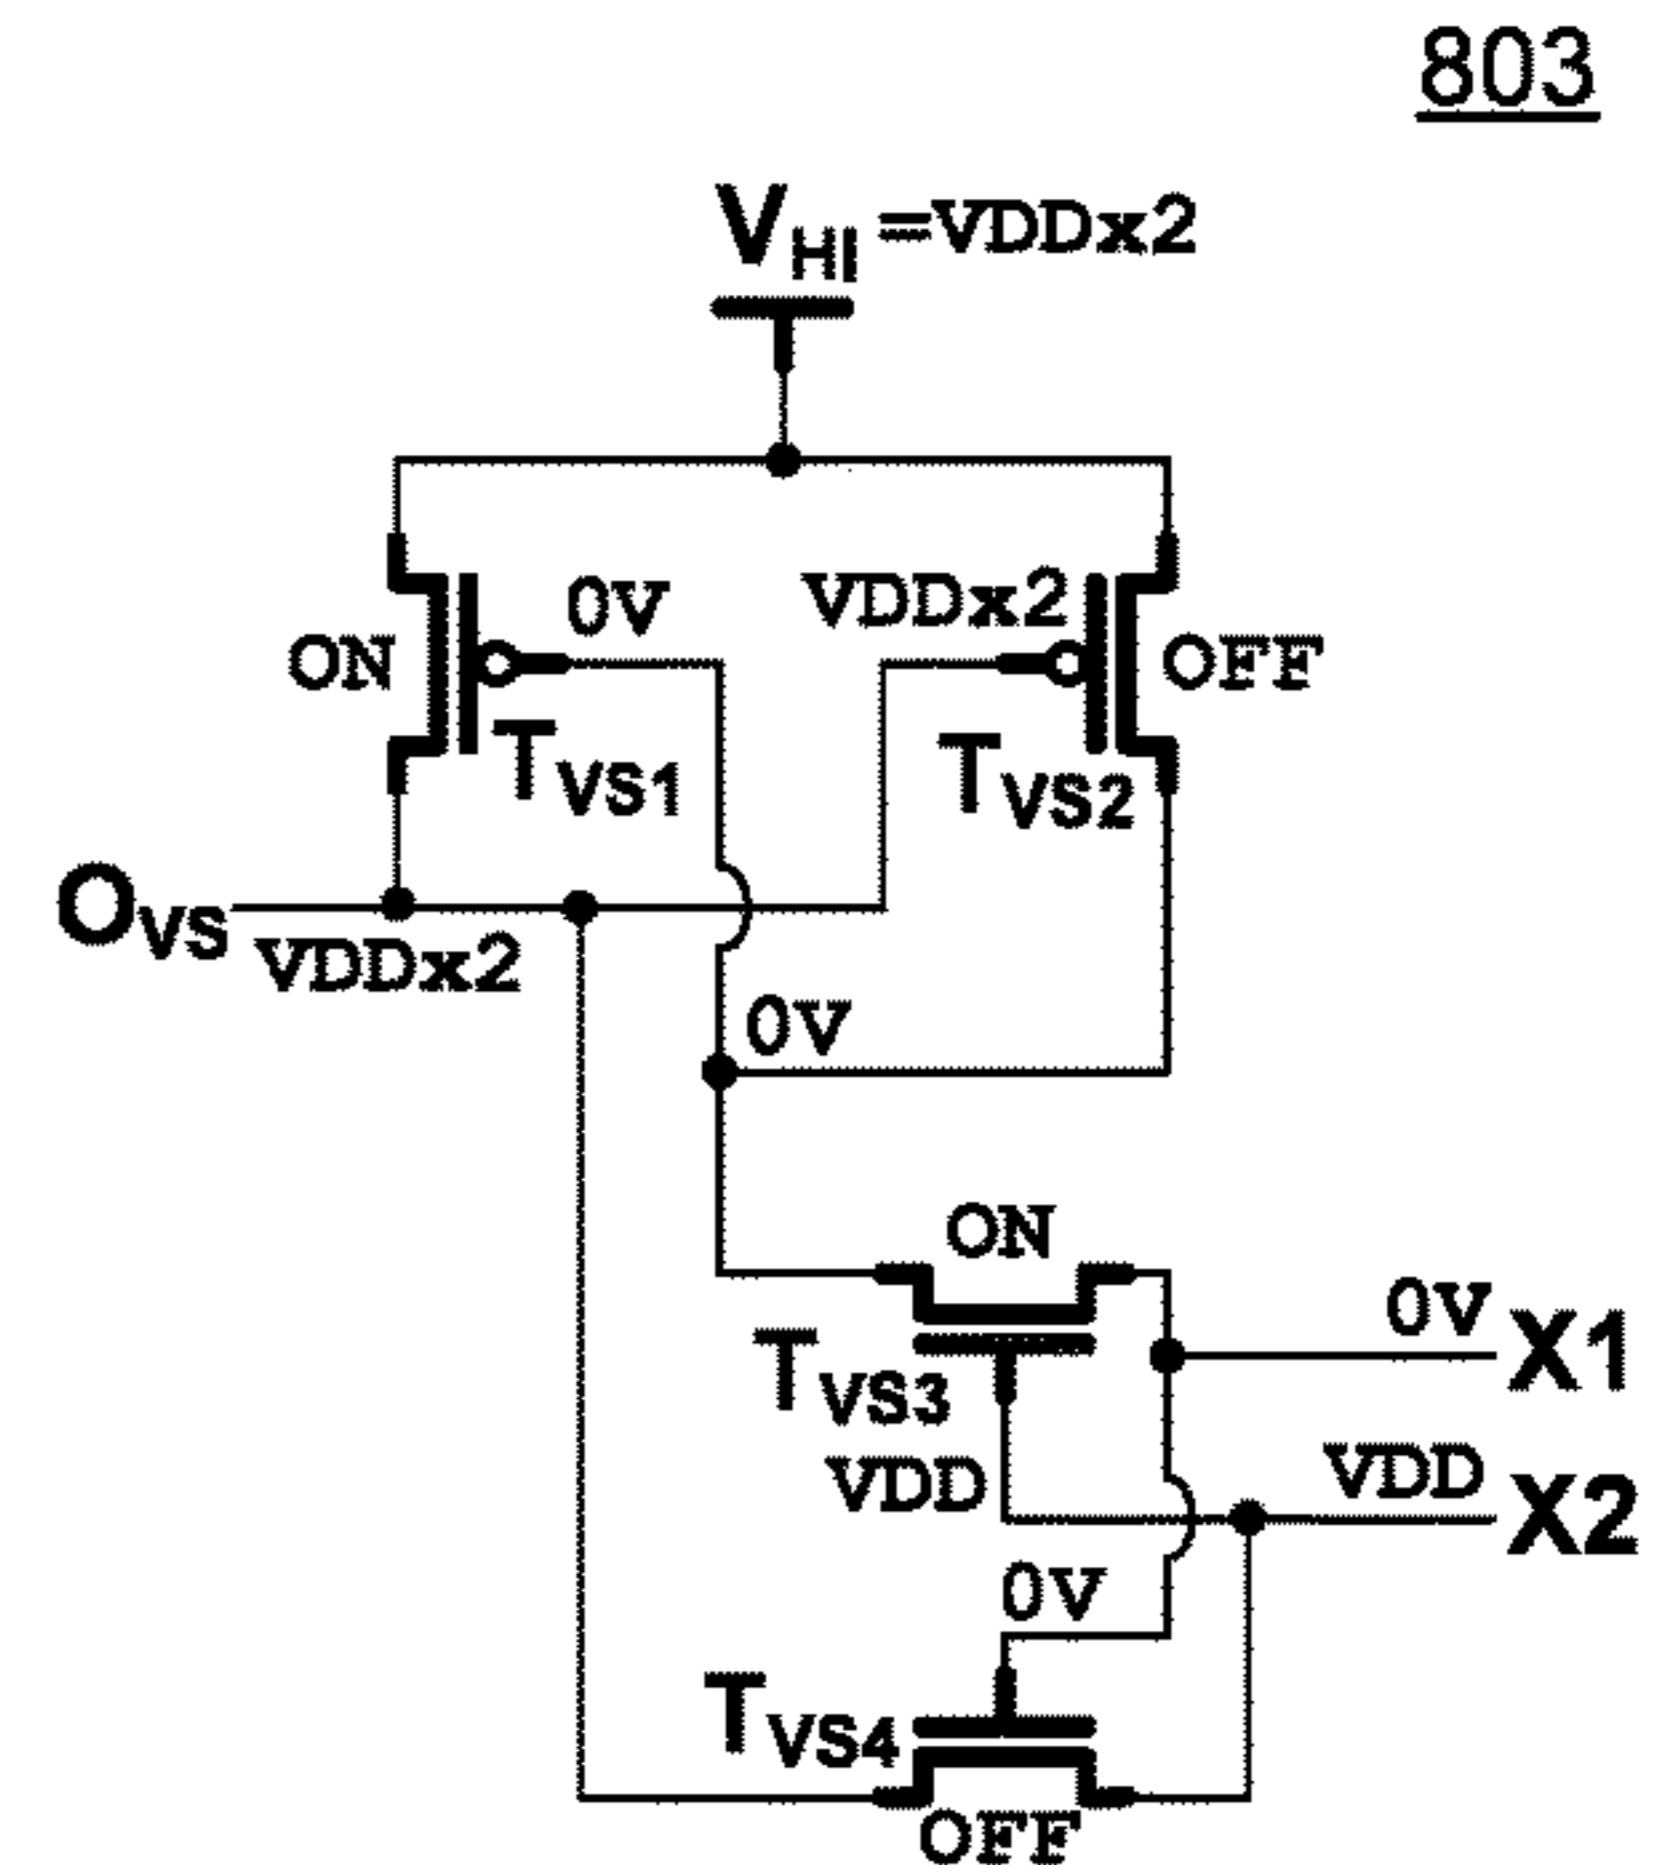 803
VHI =VDDx2
0V
VDDx2
ON
OFF
TVS1
TVS2
OVS
VDDx2
0V
ON
0V
X1
TVS3
VDD
VDD
X2
0V
TVS4
OFF